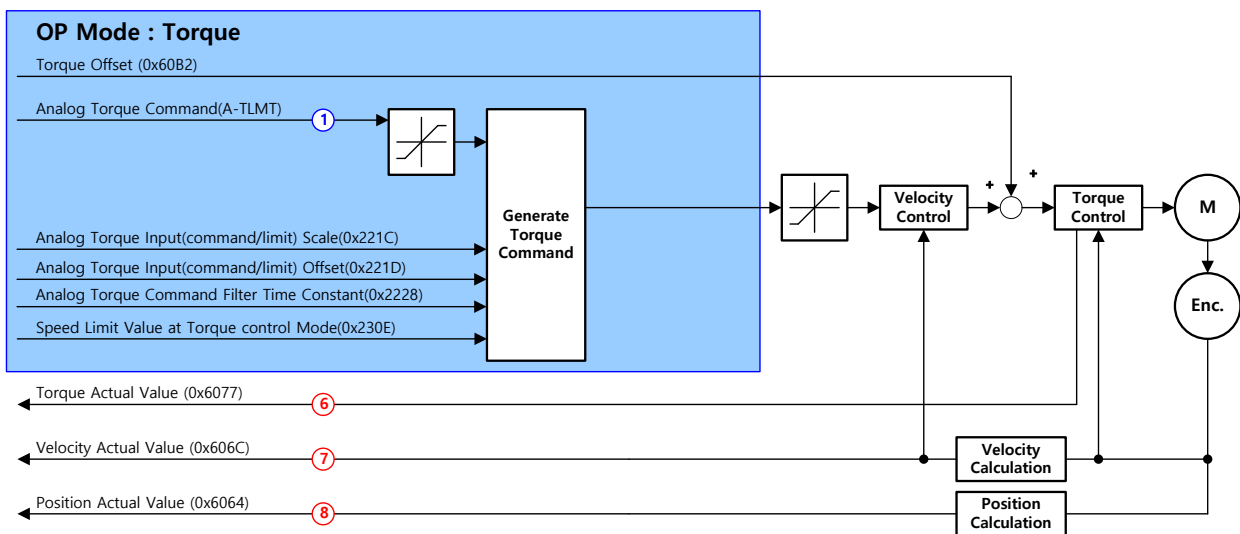 OP Mode : Torque
Torque Offset (0x60B2)
Analog Torque Command(A-TLMT)
1
Generate
Torque
Command
Analog Torque Input(command/limit) Scale(0x221C)
Analog Torque Input(command/limit) Offset(0x221D)
Analog Torque Command Filter Time Constant(0x2228)
Speed Limit Value at Torque control Mode(0x230E)
Velocity
Control
+
+
Torque
Control
M
Enc.
Torque Actual Value (0x6077)
6
Velocity Actual Value (0x606C)
7
Velocity
Calculation
Position Actual Value (0x6064)
8
Position
Calculation